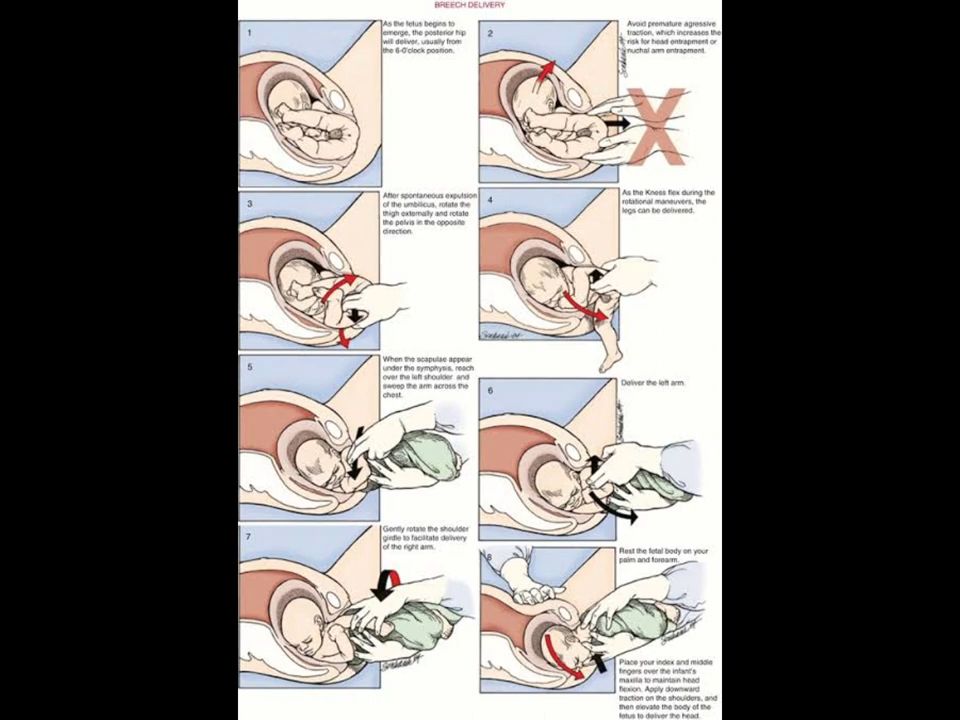 BREECH DELIVERY
1
As the fetus begins to
emerge, the posterior hip
will deliver, usually from
the 6-0'clock position.
2
Avoid premature agressive
traction, which increases the
risk for head entrapment or
nuchal arm entrapment.
X
3
After spontaneous expulsion
of the umbilicus, rotate the
thigh externally and rotate
the pelvis in the opposite
direction.
4
As the Kness flex during the
rotational maneuvers, the
legs can be delivered.
5
When the scapulae appear
under the symphysis, reach
over the left shoulder and
sweep the arm across the
chest.
6
Deliver the left arm.
7
Gently rotate the shoulder
girdle to facilitate delivery
of the right arm.
8
Rest the fetal body on your
palm and forearm.
Place your index and middle
fingers over the infant's
maxilla to maintain head
flexion. Apply downward
traction on the shoulders, and
then elevate the body of the
fetus to deliver the head.